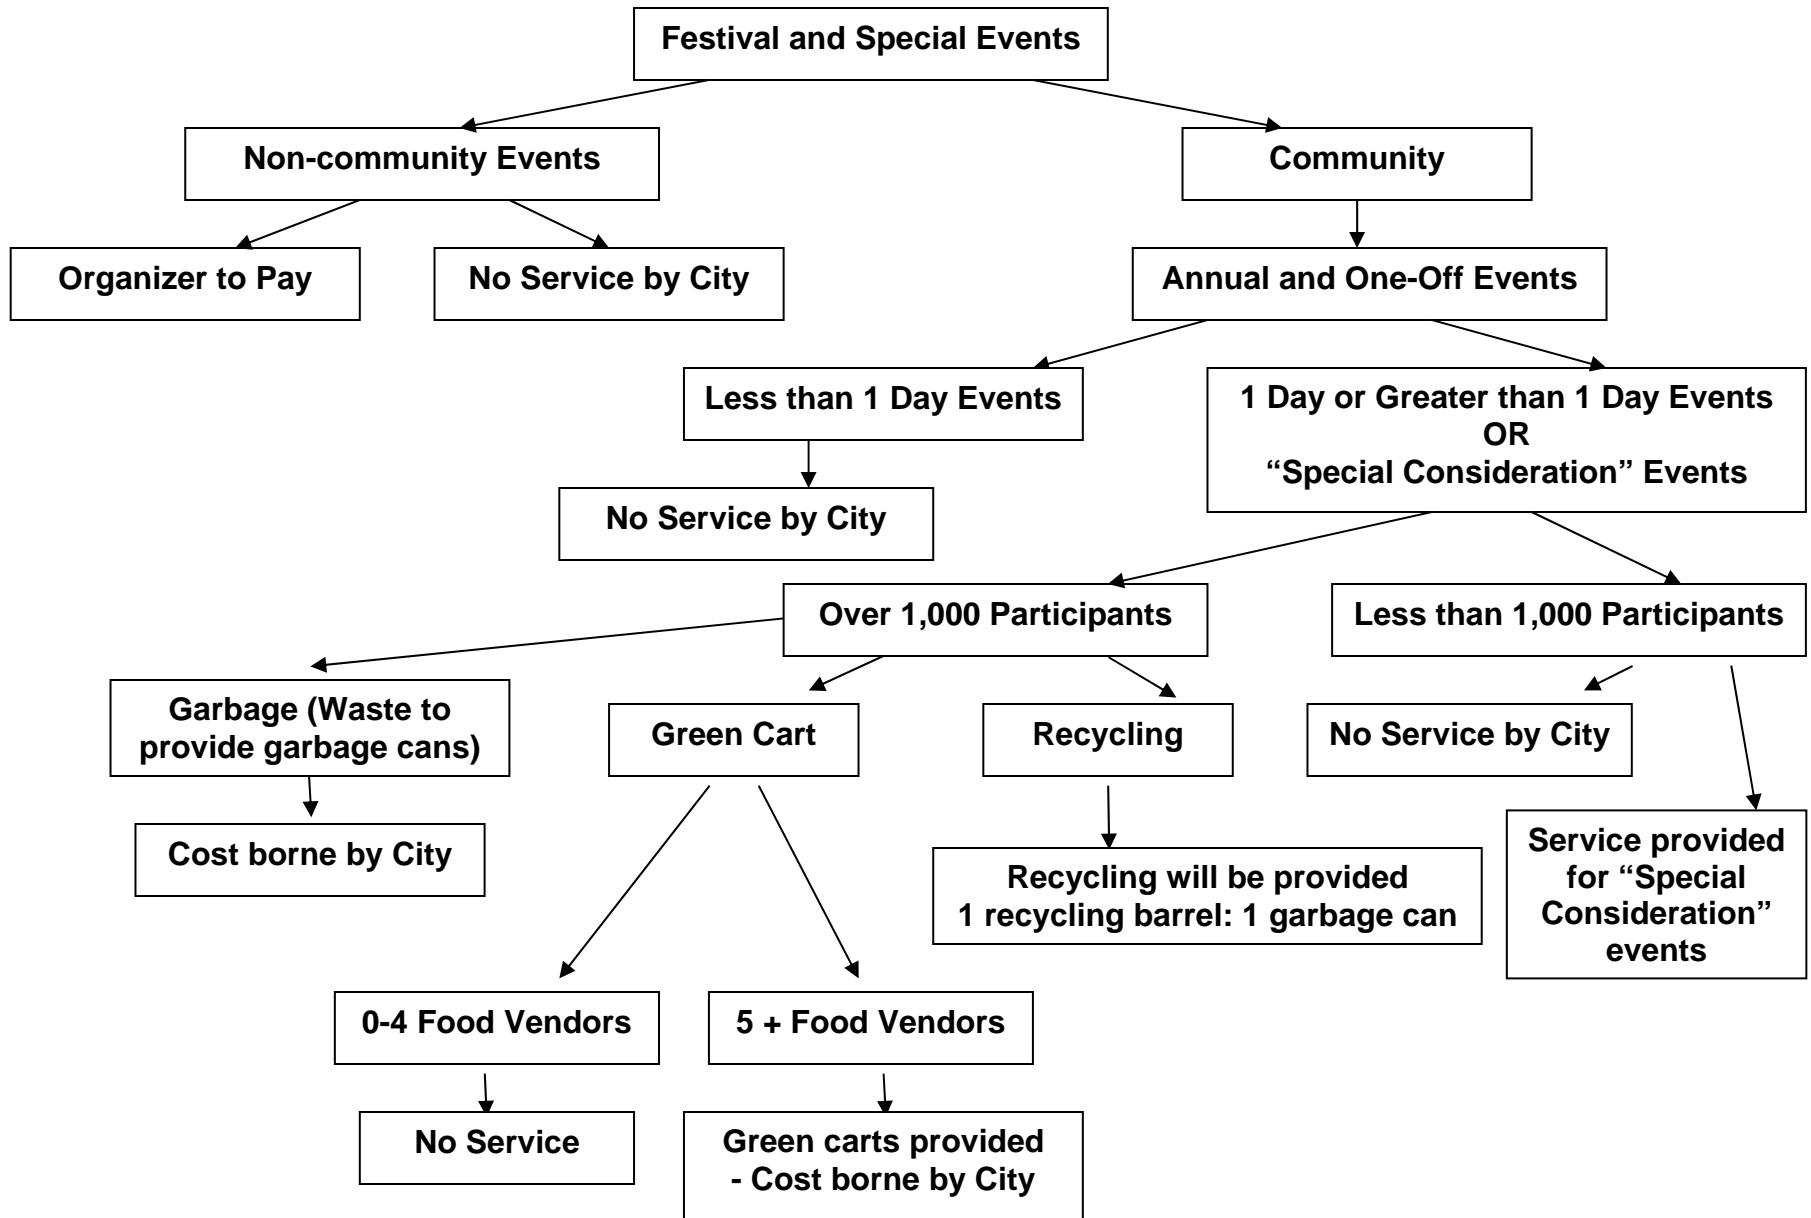 Festival and Special Events
Non-community Events
Community
Organizer to Pay
No Service by City
Annual and One-Off Events
Less than 1 Day Events
1 Day or Greater than 1 Day Events
OR
“Special Consideration” Events
No Service by City
Over 1,000 Participants
Less than 1,000 Participants
Garbage (Waste to
provide garbage cans)
Green Cart
Recycling
No Service by City
Cost borne by City
Recycling will be provided
1 recycling barrel: 1 garbage can
Service provided
for “Special
Consideration”
events
0-4 Food Vendors
5 + Food Vendors
No Service
Green carts provided
- Cost borne by City